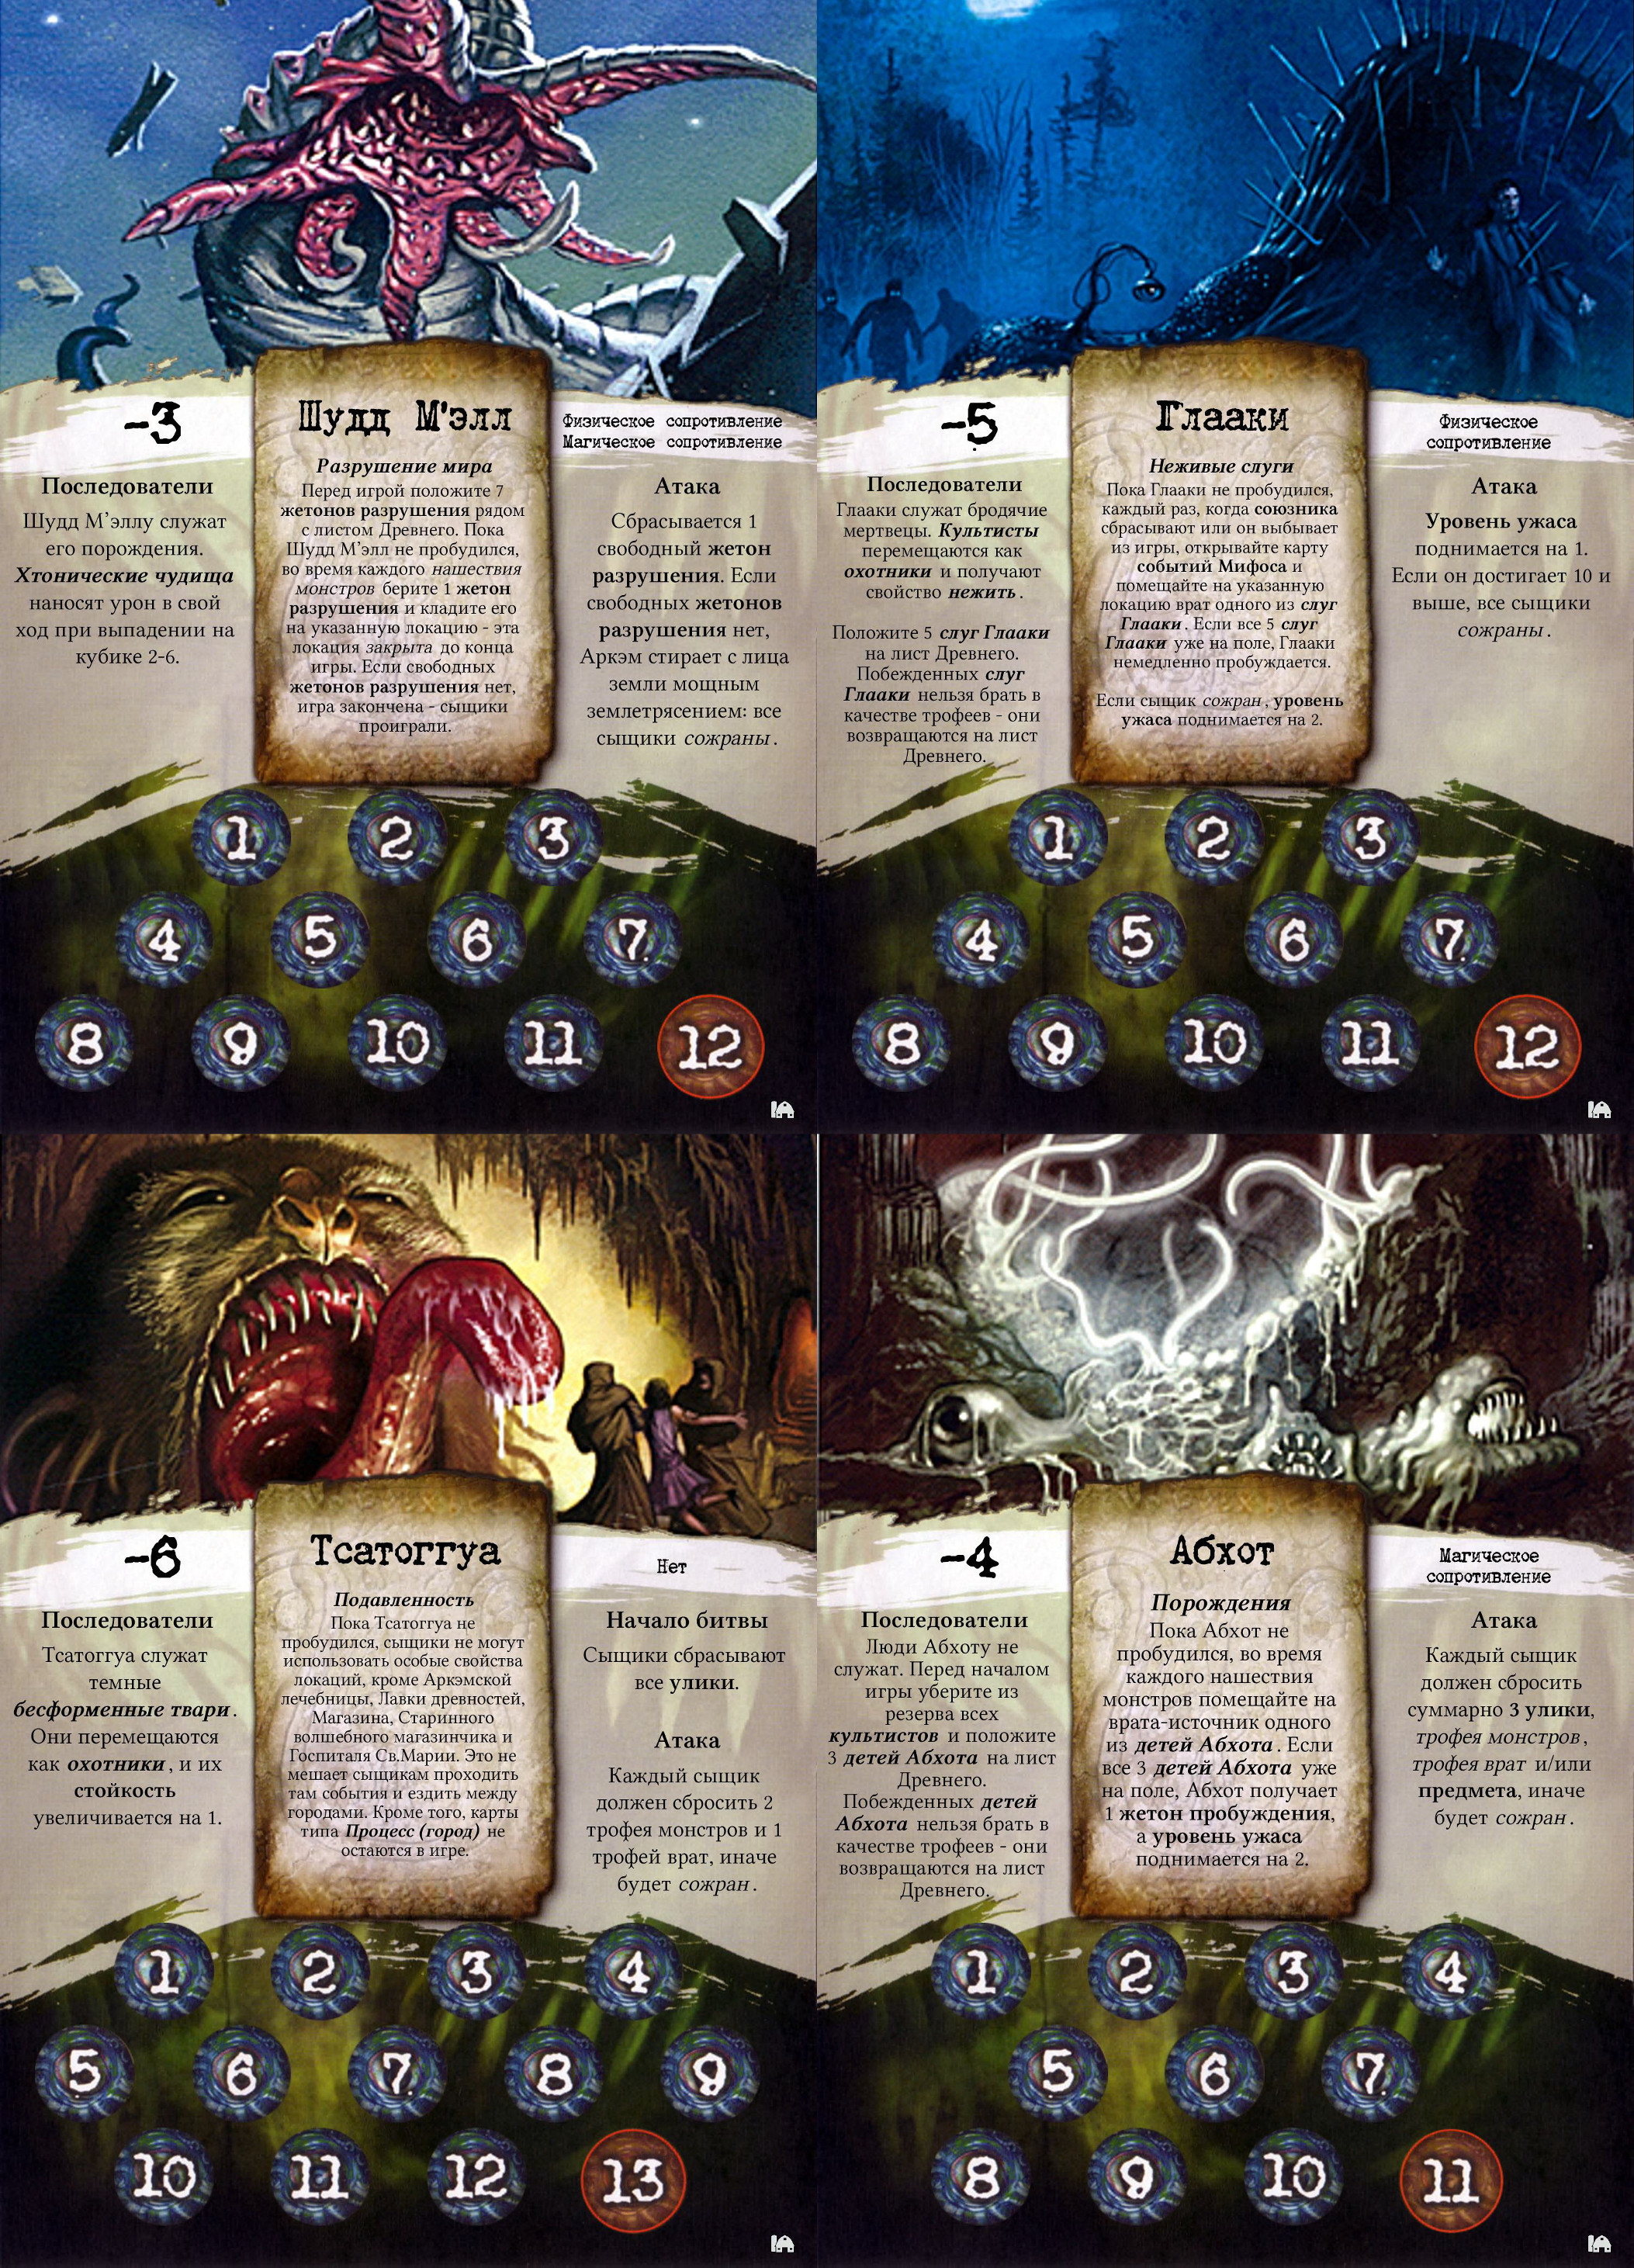 -3
Шудд М'элл
Физическое сопротивление
Магическое сопротивление
Последователи
Шудд М'эллу служат
его порождения.
Хтонические чудища
наносят урон в свой
ход при выпадении на
кубике 2-6.
Разрушение мира
Перед игрой положите 7
жетонов разрушения рядом
с листом Древнего. Пока
Шудд М'элл не пробудился,
во время каждого нашествия
монстров берите 1 жетон
разрушения и кладите его
на указанную локацию - эта
локация закрыта до конца
игры. Если свободных
жетонов разрушения нет,
игра закончена - сыщики
проиграли.
Атака
Сбрасывается 1
свободный жетон
разрушения. Если
свободных жетонов
разрушения нет,
Аркэм стирает с лица
земли мощным
землетрясением: все
сыщики сожраны.
1 2 3
4 5 6 7
8 9 10 11 12
-5
Глааки
Физическое
сопротивление
Последователи
Глааки служат бродячие
мертвецы. Культисты
перемещаются как
охотники и получают
свойство нежить.
Положите 5 слуг Глааки
на лист Древнего.
Побежденных слуг
Глааки нельзя брать в
качестве трофеев - они
возвращаются на лист
Древнего.
Неживые слуги
Пока Глааки не пробудился,
каждый раз, когда союзника
сбрасывают или он выбывает
из игры, открывайте карту
событий Мифоса и
помещайте на указанную
локацию врат одного из слуг
Глааки. Если все 5 слуг
Глааки уже на поле, Глааки
немедленно пробуждается.
Если сыщик сожран, уровень
ужаса поднимается на 2.
Атака
Уровень ужаса
поднимается на 1.
Если он достигает 10 и
выше, все сыщики
сожраны.
1 2 3
4 5 6 7
8 9 10 11 12
-6
Тсатоггуа
Нет
Последователи
Тсатоггуа служат
темные
бесформенные твари.
Они перемещаются
как охотники, и их
стойкость
увеличивается на 1.
Подавленность
Пока Тсатоггуа не
пробудился, сыщики не могут
использовать особые свойства
локаций, кроме Аркэмской
лечебницы, Лавки древностей,
Магазина, Старинного
волшебного магазинчика и
Госпиталя Св.Марии. Это не
мешает сыщикам проходить
там события и ездить между
городами. Кроме того, карты
типа Процесс (город) не
остаются в игре.
Начало битвы
Сыщики сбрасывают
все улики.
Атака
Каждый сыщик
должен сбросить 2
трофея монстров и 1
трофей врат, иначе
будет сожран.
1 2 3 4
5 6 7 8 9
10 11 12 13
-4
Абхот
Магическое
сопротивление
Последователи
Люди Абхоту не
служат. Перед началом
игры уберите из
резерва всех
культистов и положите
3 детей Абхота на лист
Древнего.
Побежденных детей
Абхота нельзя брать в
качестве трофеев - они
возвращаются на лист
Древнего.
Порождения
Пока Абхот не
пробудился, во время
каждого нашествия
монстров помещайте на
врата-источник одного
из детей Абхота. Если
все 3 детей Абхота уже
на поле, Абхот получает
1 жетон пробуждения,
а уровень ужаса
поднимается на 2.
Атака
Каждый сыщик
должен сбросить
суммарно 3 улики,
трофея монстров,
трофея врат и/или
предмета, иначе
будет сожран.
1 2 3 4
5 6 7
8 9 10 11